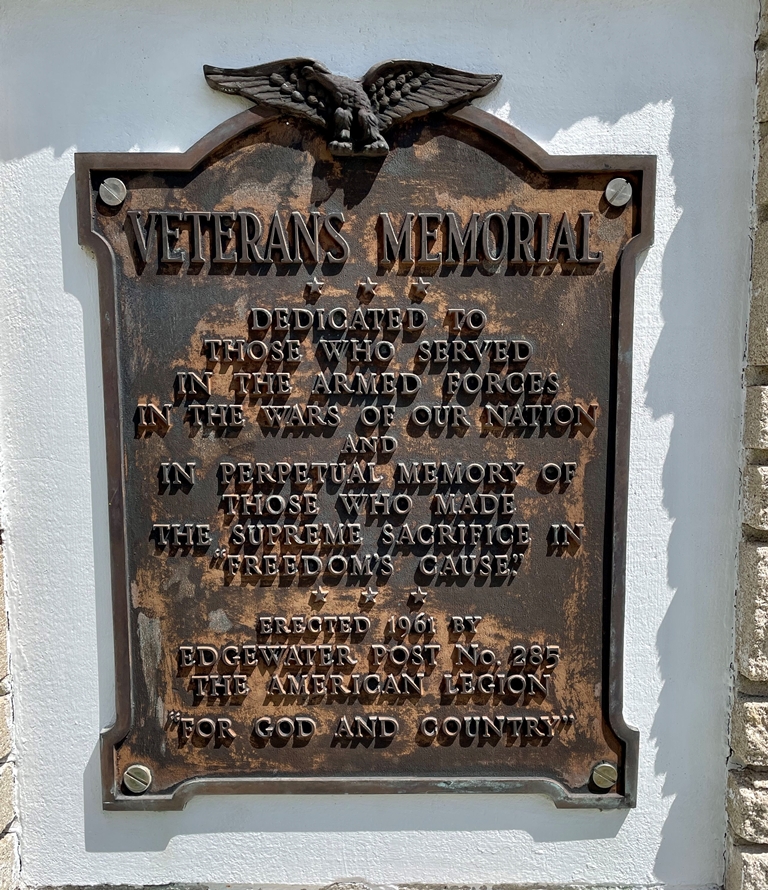 VETERANS MEMORIAL
DEDICATED TO
THOSE WHO SERVED
IN THE ARMED FORCES
IN THE WARS OF OUR NATION
AND
IN PERPETUAL MEMORY OF
THOSE WHO MADE
THE SUPREME SACRIFICE IN
"FREEDOM'S CAUSE."
ERECTED 1961 BY
EDGEWATER POST No. 285
THE AMERICAN LEGION
"FOR GOD AND COUNTRY"